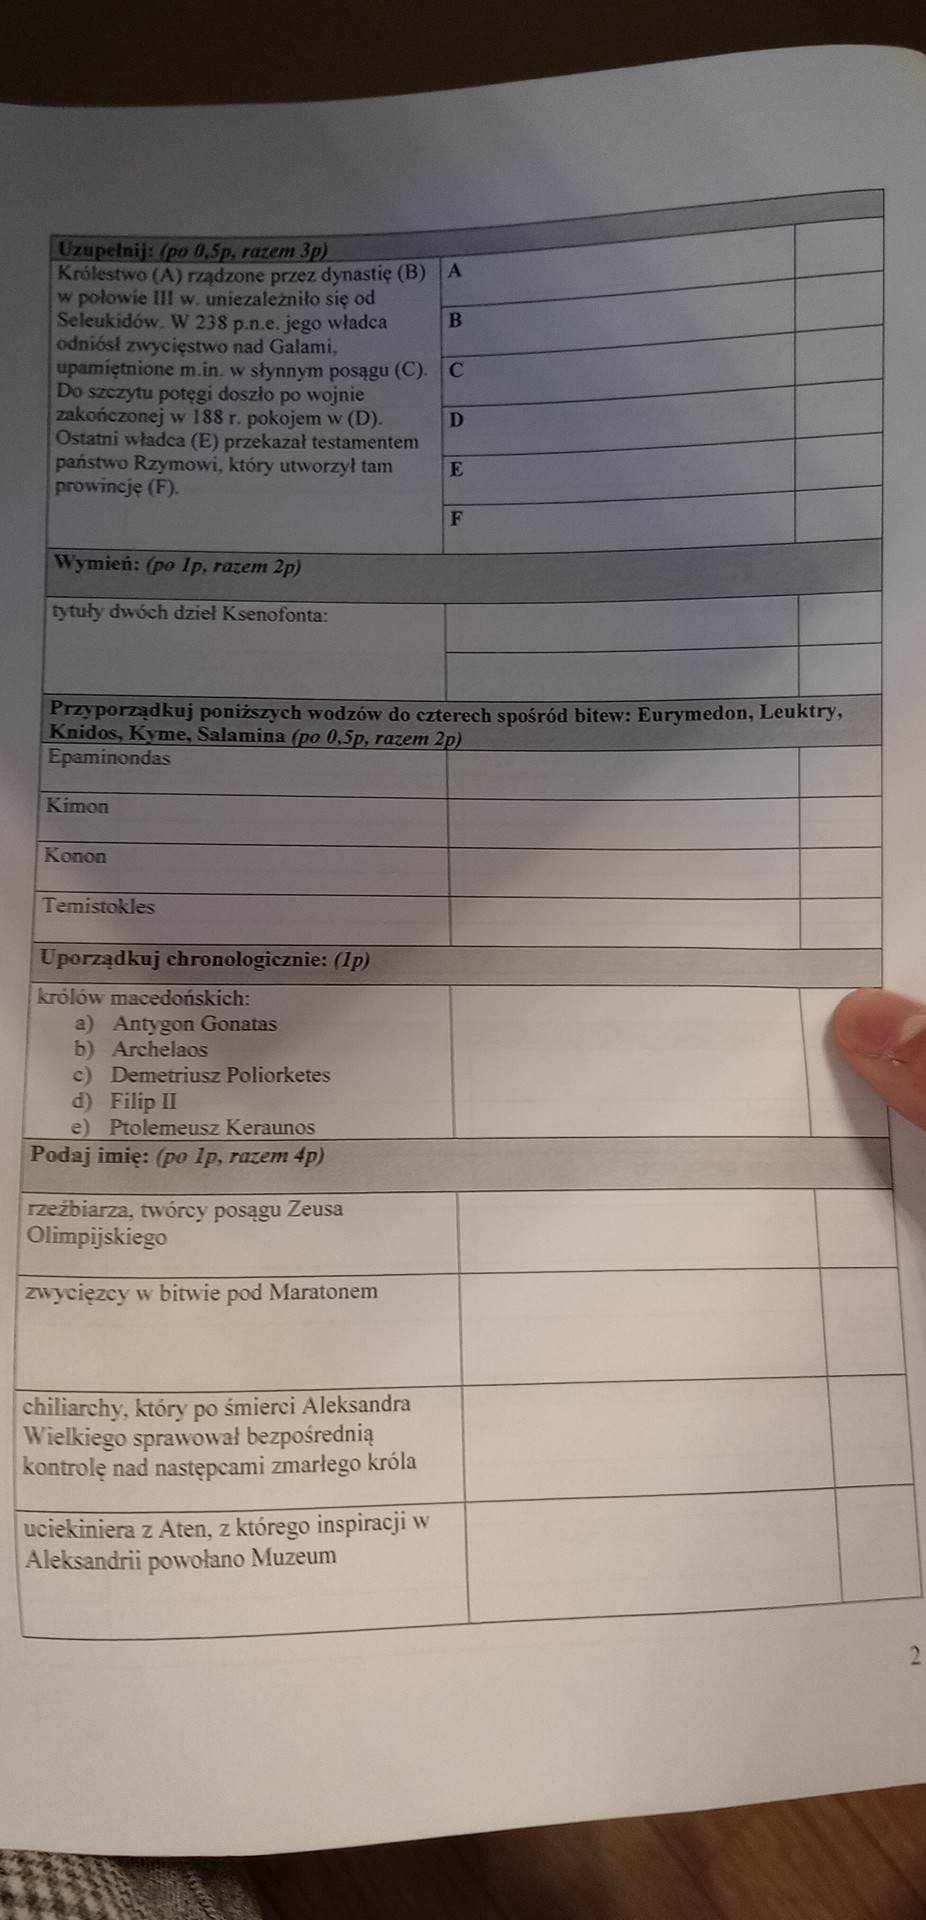 Uzupełnij: (po 0,5p, razem 3p)
Królestwo (A) rządzone przez dynastię (B)
w połowie III w. uniezależniło się od
Seleukidów. W 238 p.n.e. jego władca
odniósł zwycięstwo nad Galami,
upamiętnione m.in. w słynnym posągu (C).
Do szczytu potęgi doszło po wojnie
zakończonej w 188 r. pokojem w (D).
Ostatni władca (E) przekazał testamentem
państwo Rzymowi, który utworzył tam
prowincję (F).
A
B
C
D
E
F
Wymień: (po 1p, razem 2p)
tytuły dwóch dzieł Ksenofonta:
Przyporządkuj poniższych wodzów do czterech spośród bitew: Eurymedon, Leuktry,
Knidos, Kyme, Salamina (po 0,5p, razem 2p)
Epaminondas
Kimon
Konon
Temistokles
Uporządkuj chronologicznie: (1p)
królów macedońskich:
a) Antygon Gonatas
b) Archelaos
c) Demetriusz Poliorketes
d) Filip II
e) Ptolemeusz Keraunos
Podaj imię: (po 1p, razem 4p)
rzeźbiarza, twórcy posągu Zeusa
Olimpijskiego
zwycięzcy w bitwie pod Maratonem
chiliarchy, który po śmierci Aleksandra
Wielkiego sprawował bezpośrednią
kontrolę nad następcami zmarłego króla
uciekiniera z Aten, z którego inspiracji w
Aleksandrii powołano Muzeum
2